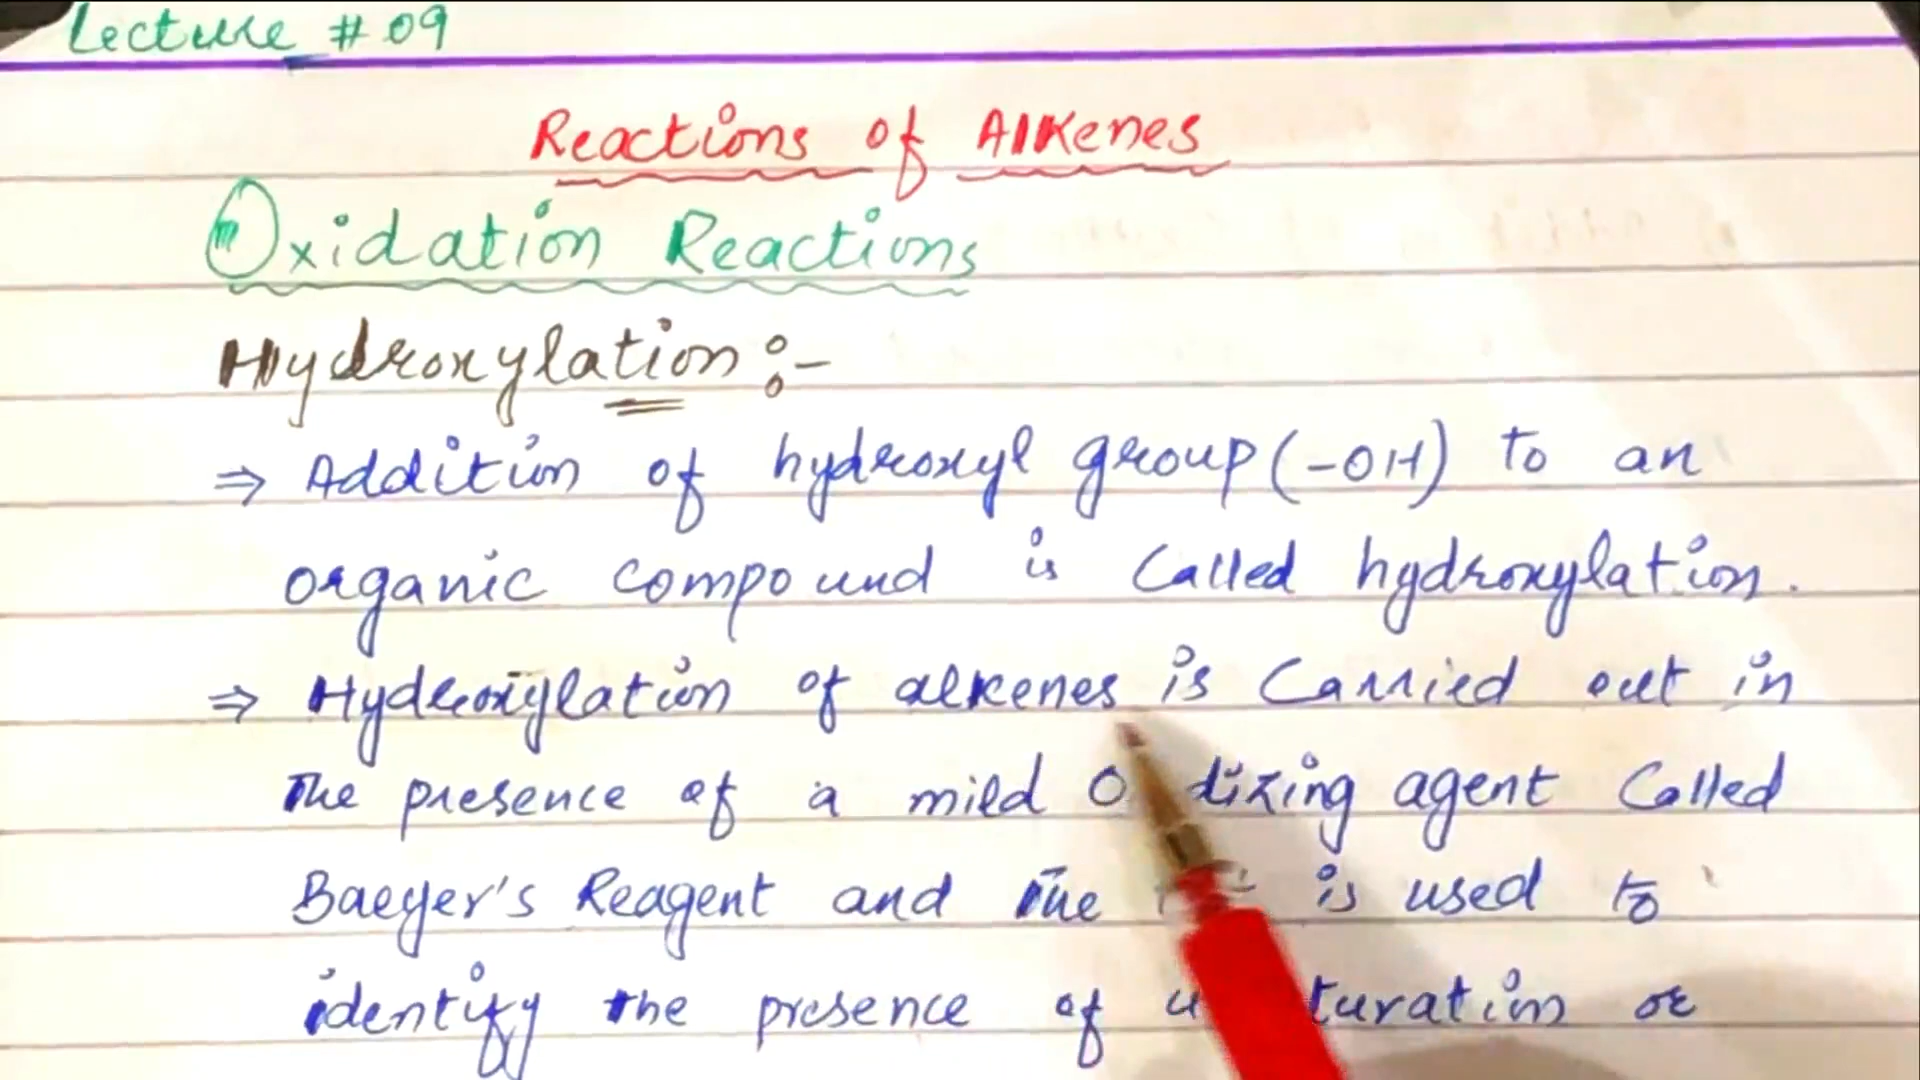 Lecture # 09
Reactions of Alkenes
Oxidation Reactions
Hydroxylation :-
⇒ Addition of hydroxyl group (-OH) to an
organic compound is Called hydroxylation.
⇒ Hydroxylation of alkenes is Carried out in
the presence of a mild agent Called
Baeyer's Reagent and the is used to
identify the presence of or